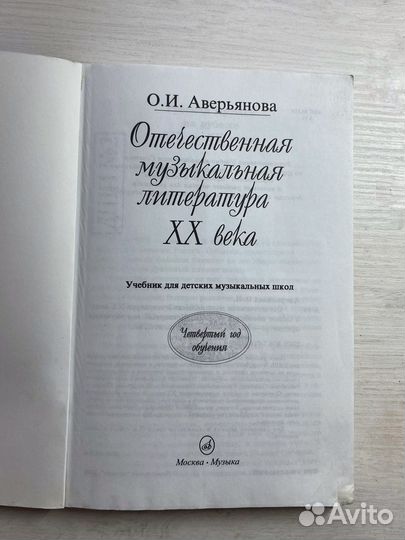 О.И. Аверьянова
Отечественная
музыкальная
литература
XX века
Учебник для детских музыкальных школ
Четвертый год
обучения
Москва • Музыка
Avito